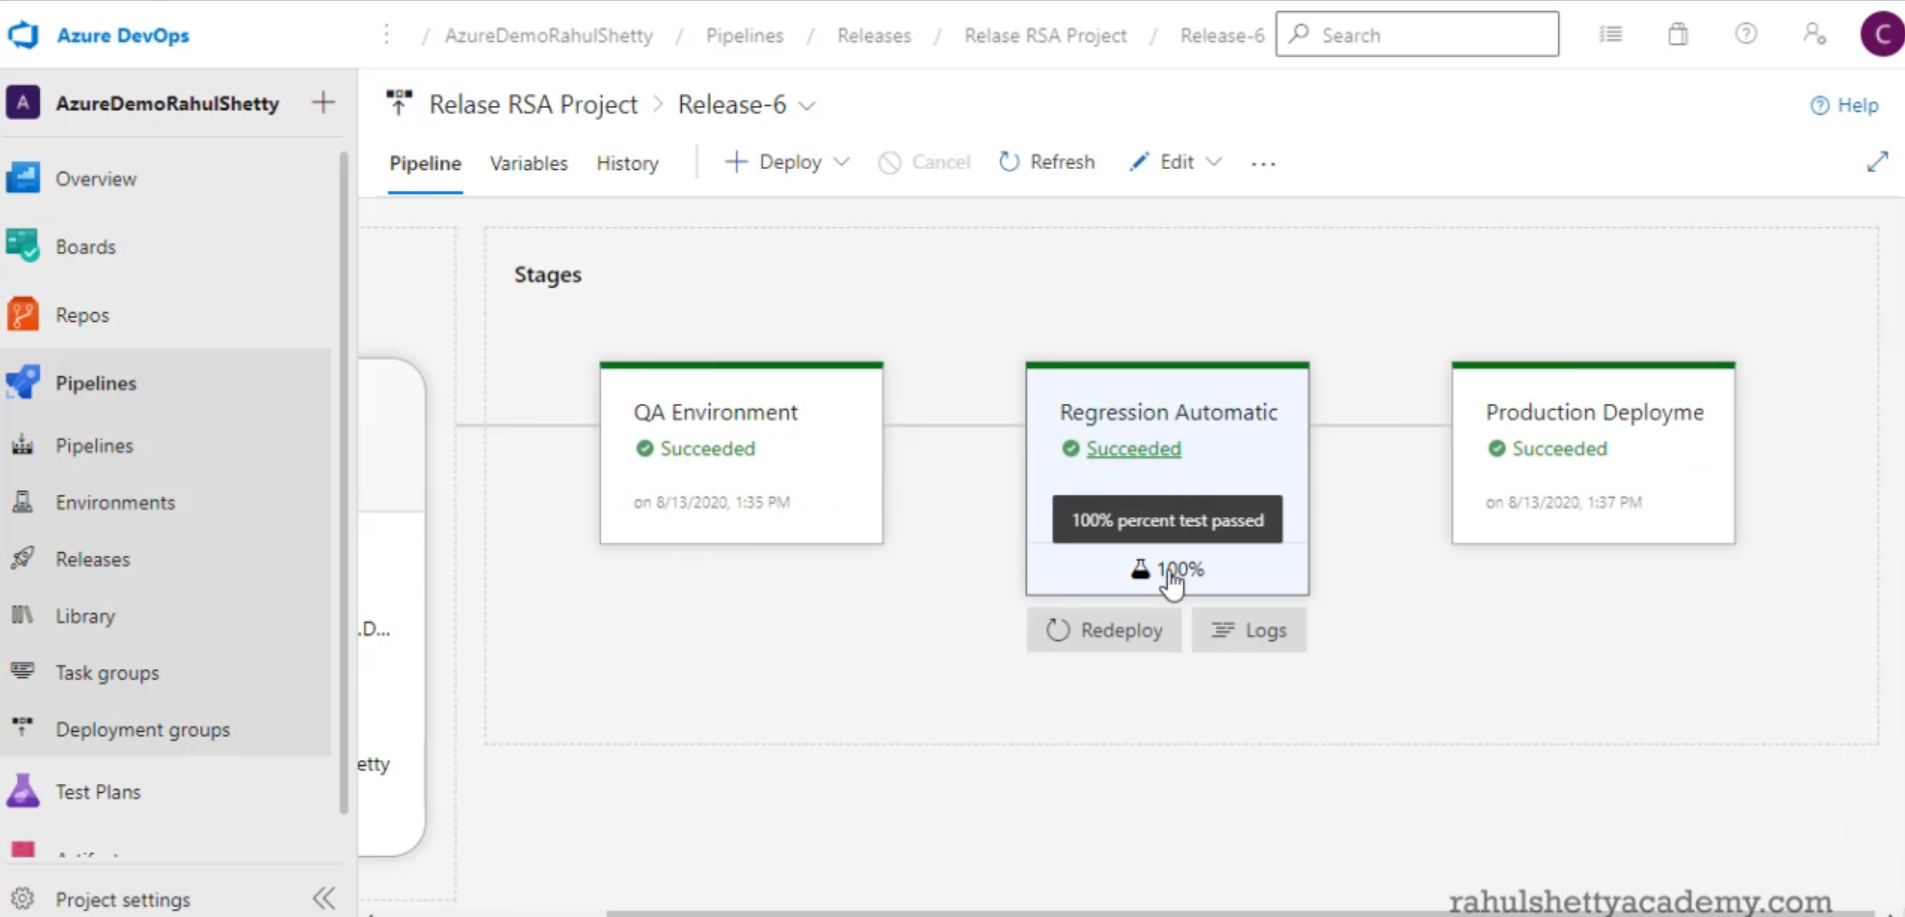 Azure DevOps
/ AzureDemoRahulShetty / Pipelines / Releases / Relase RSA Project / Release-6
Search
C
A AzureDemoRahulShetty
Relase RSA Project > Release-6
Help
Pipeline Variables History Deploy Cancel Refresh Edit ...
Overview
Boards
Repos
Pipelines
Pipelines
Environments
Releases
Library
Task groups
Deployment groups
Test Plans
Project settings
.D...
etty
Stages
QA Environment
Succeeded
on 8/13/2020, 1:35 PM
Regression Automatic
Succeeded
100% percent test passed
100%
Redeploy Logs
Production Deployme
Succeeded
on 8/13/2020, 1:37 PM
rahulshettyacademy.com